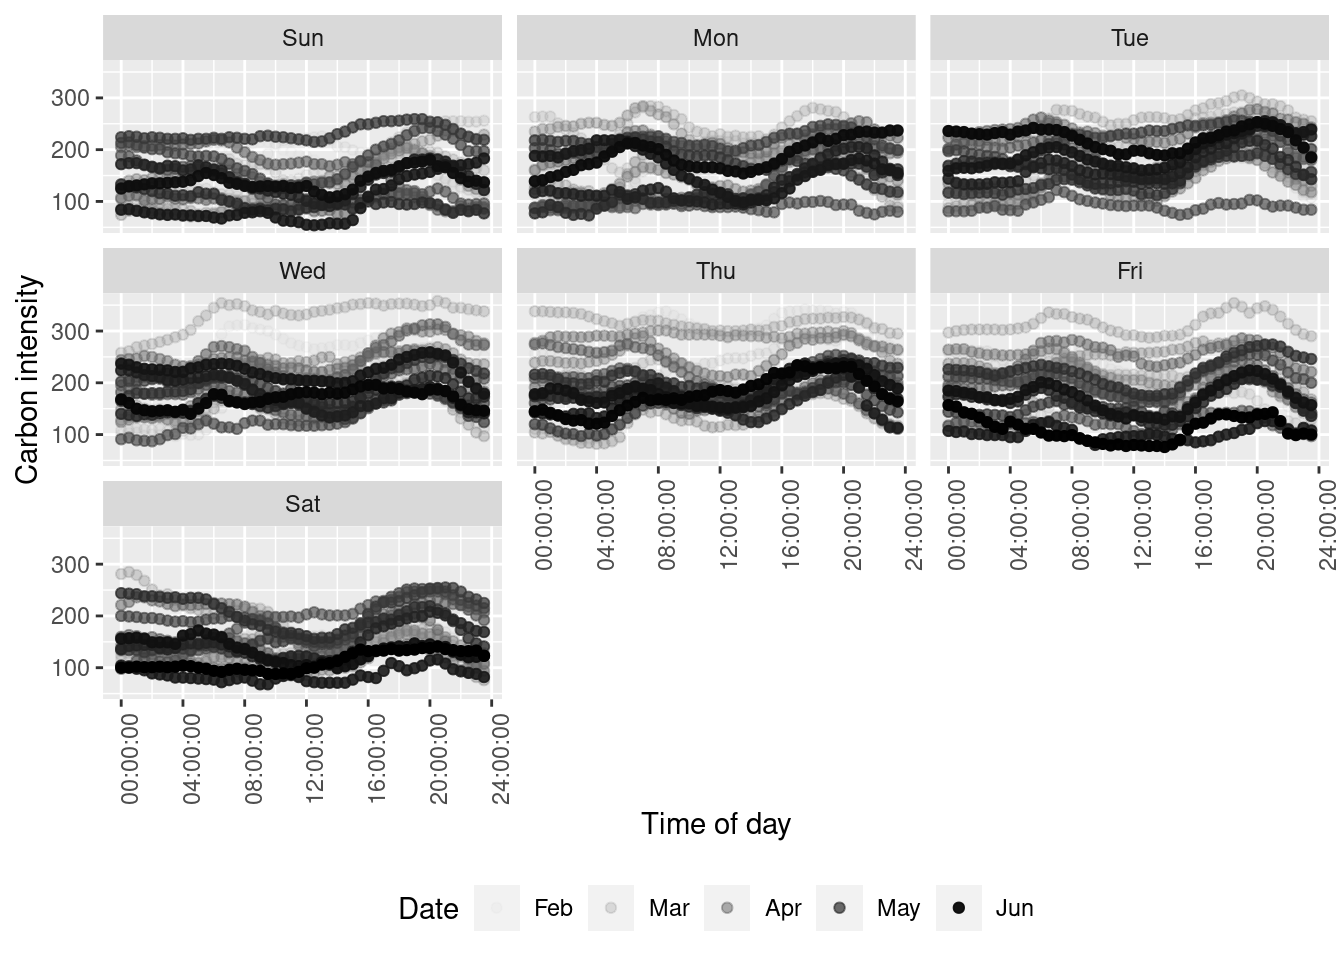 Sun Mon Tue
300
200
100
Wed Thu Fri
Carbon intensity
300
200
100
00:00:00 04:00:00 08:00:00 12:00:00 16:00:00 20:00:00 24:00:00 00:00:00 04:00:00 08:00:00 12:00:00 16:00:00 20:00:00 24:00:00
Sat
300
200
100
00:00:00 04:00:00 08:00:00 12:00:00 16:00:00 20:00:00 24:00:00
Time of day
Date Feb Mar Apr May Jun